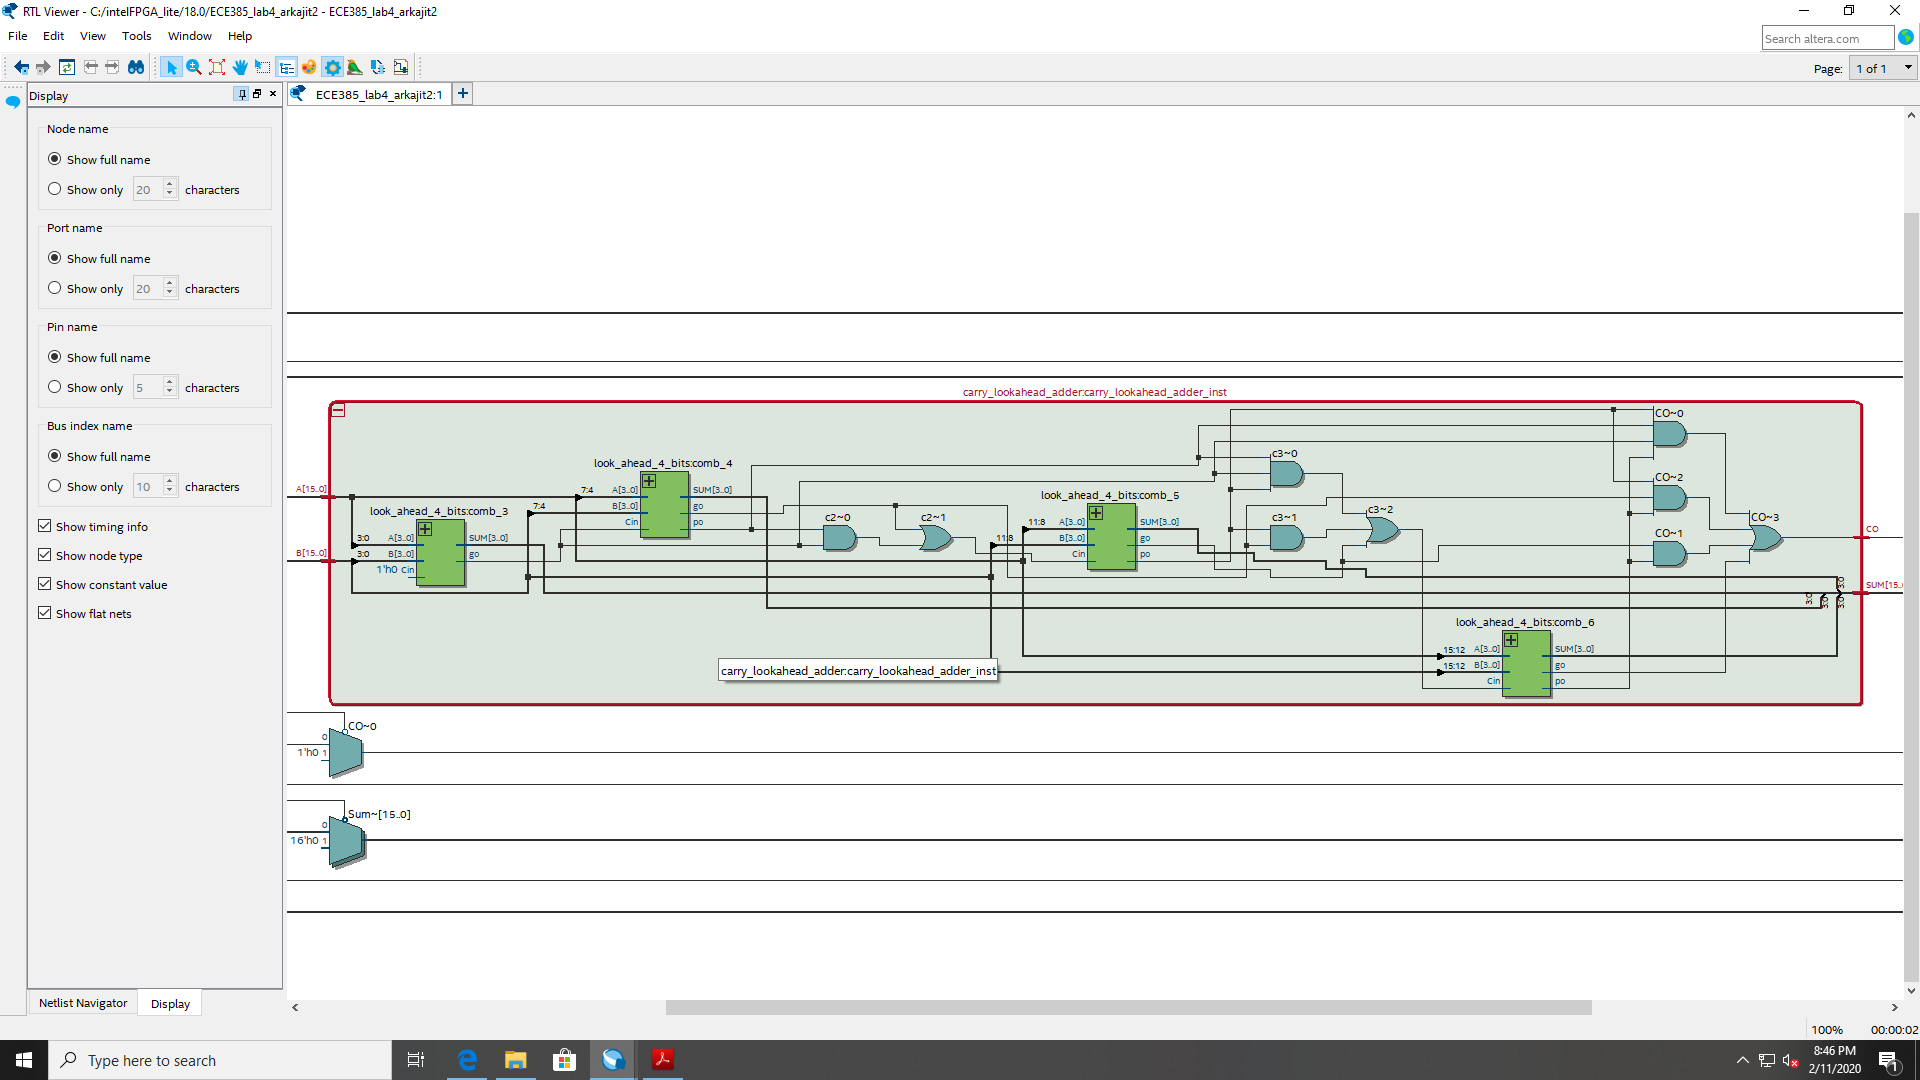 RTL Viewer - C:/intelFPGA_lite/18.0/ECE385_lab4_arkajit2 - ECE385_lab4_arkajit2
File Edit View Tools Window Help
Search altera.com
Page: 1 of 1
Display
ECE385_lab4_arkajit2:1
Node name
Show full name
Show only 20 characters
Port name
Show full name
Show only 20 characters
Pin name
Show full name
Show only 5 characters
Bus index name
Show full name
Show only 10 characters
Show timing info
Show node type
Show constant value
Show flat nets
Netlist Navigator Display
carry_lookahead_adder:carry_lookahead_adder_inst
A[15..0]
B[15..0]
look_ahead_4_bits:comb_3
3:0 A[3..0] SUM[3..0]
3:0 B[3..0] go
1'h0 Cin
look_ahead_4_bits:comb_4
7:4 A[3..0] SUM[3..0]
7:4 B[3..0] go
Cin po
c2~0
c2~1
look_ahead_4_bits:comb_5
11:8 A[3..0] SUM[3..0]
11:8 B[3..0] go
Cin po
c3~0
c3~1
c3~2
look_ahead_4_bits:comb_6
15:12 A[3..0] SUM[3..0]
15:12 B[3..0] go
Cin po
CO~0
CO~2
CO~1
CO~3
3:0
3:0
3:0
3:0
CO
SUM[15..
carry_lookahead_adder:carry_lookahead_adder_inst
CO~0
0
1'h0 1
Sum~[15..0]
0
16'h0 1
100% 00:00:02
Type here to search
8:46 PM
2/11/2020
1